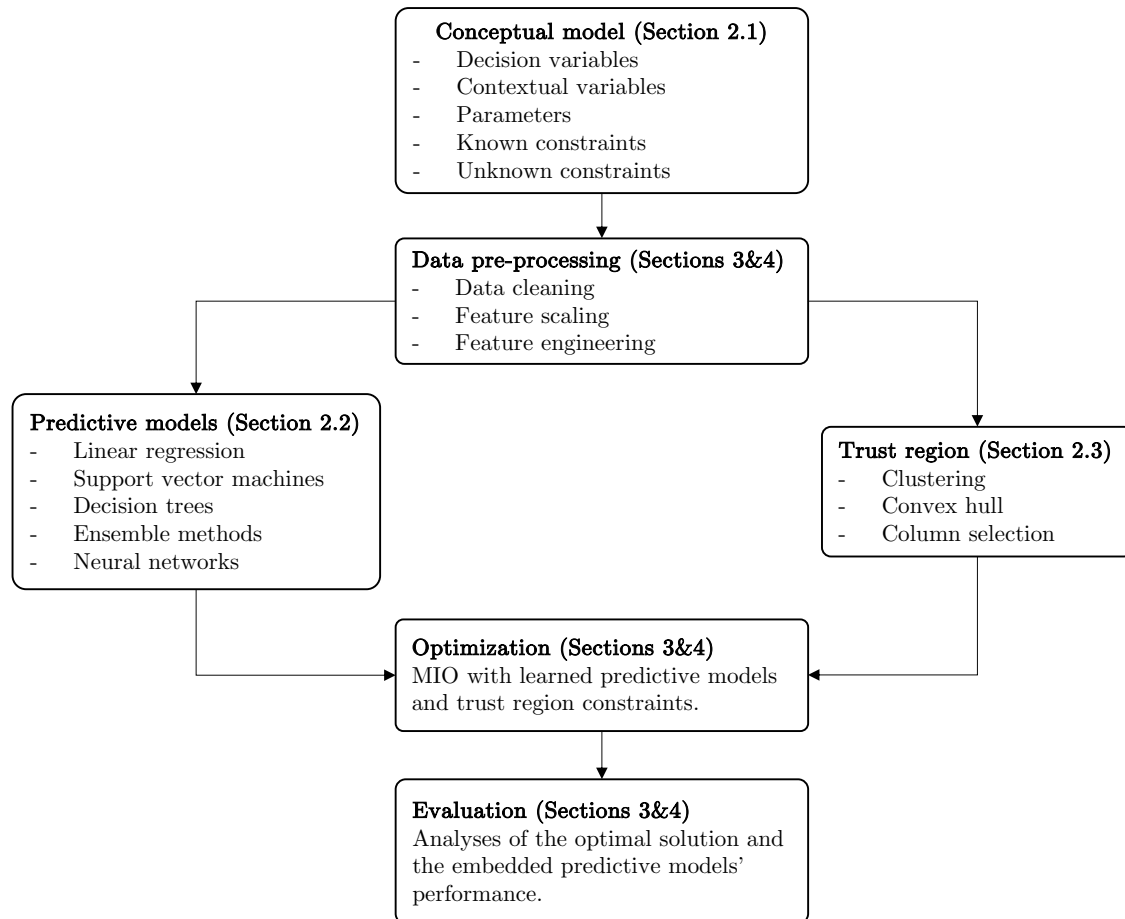 Conceptual model (Section 2.1)
- Decision variables
- Contextual variables
- Parameters
- Known constraints
- Unknown constraints
Data pre-processing (Sections 3&4)
- Data cleaning
- Feature scaling
- Feature engineering
Predictive models (Section 2.2)
- Linear regression
- Support vector machines
- Decision trees
- Ensemble methods
- Neural networks
Trust region (Section 2.3)
- Clustering
- Convex hull
- Column selection
Optimization (Sections 3&4)
MIO with learned predictive models
and trust region constraints.
Evaluation (Sections 3&4)
Analyses of the optimal solution and
the embedded predictive models’
performance.